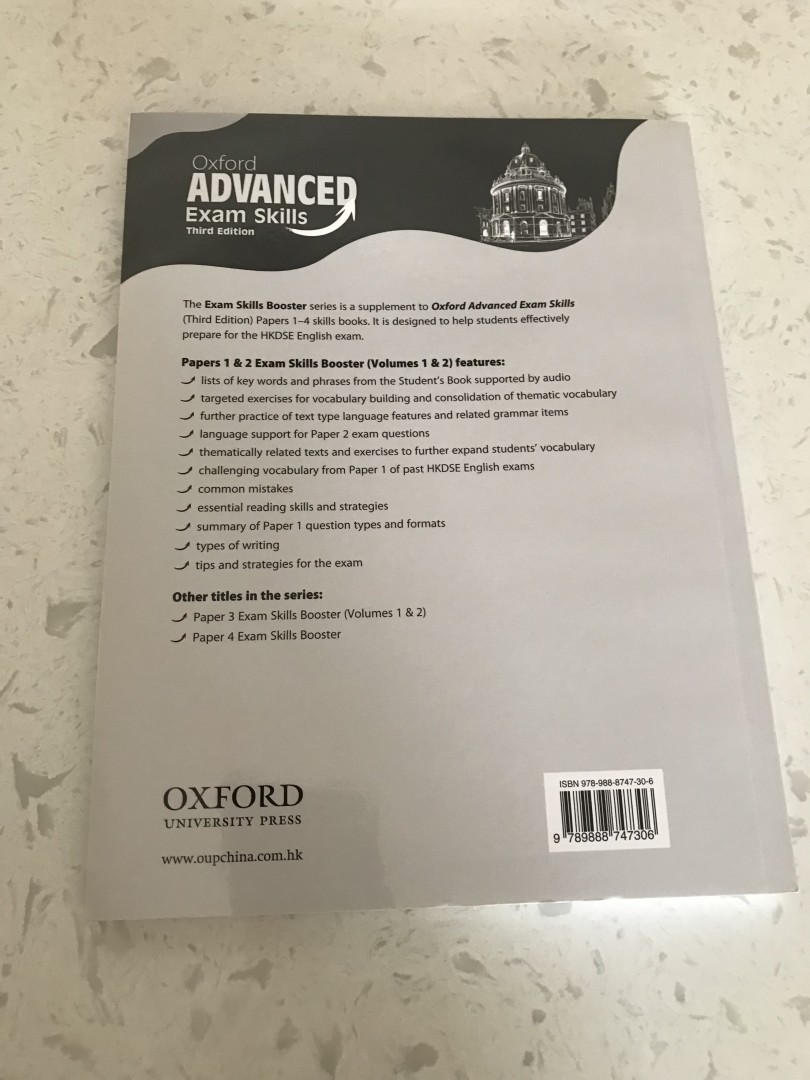 Oxford
ADVANCED
Exam Skills
Third Edition
The Exam Skills Booster series is a supplement to Oxford Advanced Exam Skills
(Third Edition) Papers 1–4 skills books. It is designed to help students effectively
prepare for the HKDSE English exam.
Papers 1 & 2 Exam Skills Booster (Volumes 1 & 2) features:
lists of key words and phrases from the Student's Book supported by audio
targeted exercises for vocabulary building and consolidation of thematic vocabulary
further practice of text type language features and related grammar items
language support for Paper 2 exam questions
thematically related texts and exercises to further expand students' vocabulary
challenging vocabulary from Paper 1 of past HKDSE English exams
common mistakes
essential reading skills and strategies
summary of Paper 1 question types and formats
types of writing
tips and strategies for the exam
Other titles in the series:
Paper 3 Exam Skills Booster (Volumes 1 & 2)
Paper 4 Exam Skills Booster
OXFORD
UNIVERSITY PRESS
www.oupchina.com.hk
ISBN 978-988-8747-30-6
9 789888 747306